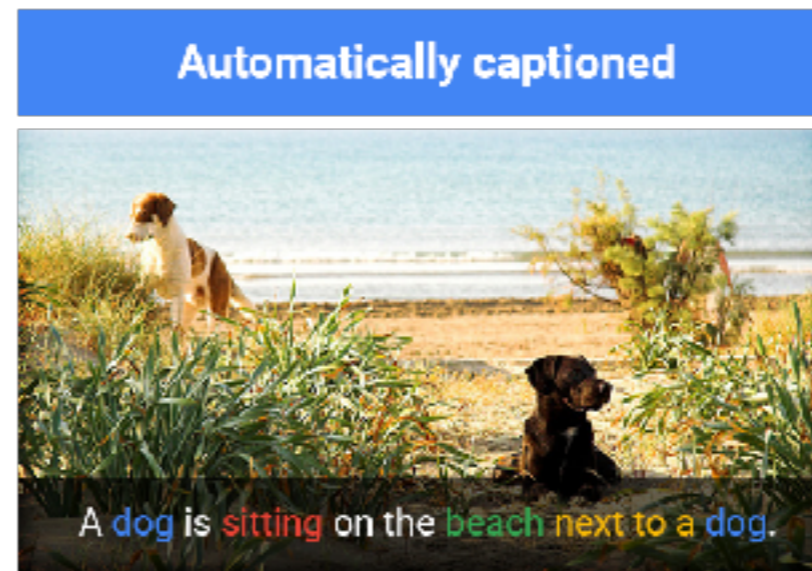 Automatically captioned
A dog is sitting on the beach next to a dog.